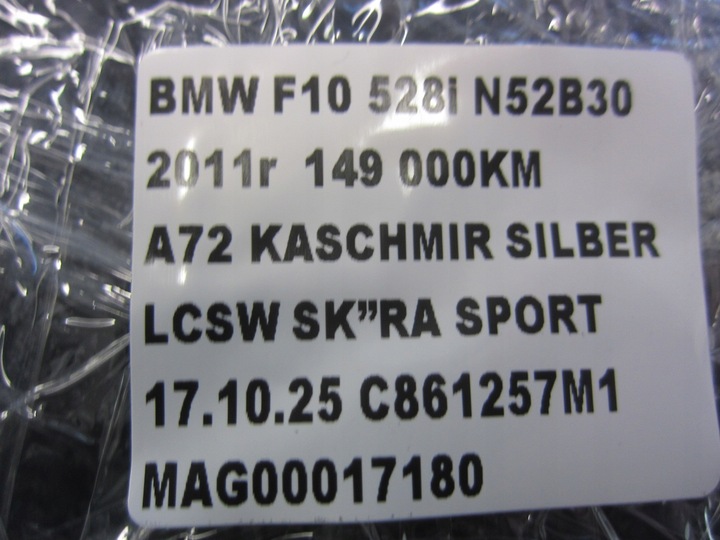 BMW F10 528i N52B30
2011r 149 000KM
A72 KASCHMIR SILBER
LCSW SK”RA SPORT
17.10.25 C861257M1
MAG00017180